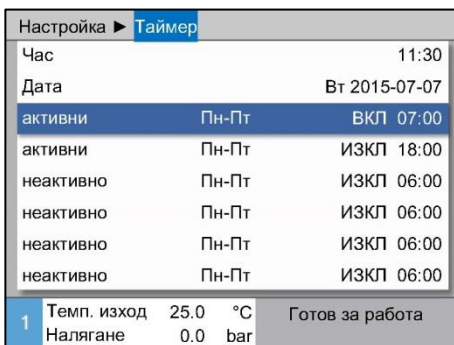 Настройка ► Таймер
Час 11:30
Дата Вт 2015-07-07
активни Пн-Пт ВКЛ 07:00
активни Пн-Пт ИЗКЛ 18:00
неактивно Пн-Пт ИЗКЛ 06:00
неактивно Пн-Пт ИЗКЛ 06:00
неактивно Пн-Пт ИЗКЛ 06:00
неактивно Пн-Пт ИЗКЛ 06:00
1 Темп. изход 25.0 °C Готов за работа
Налягане 0.0 bar